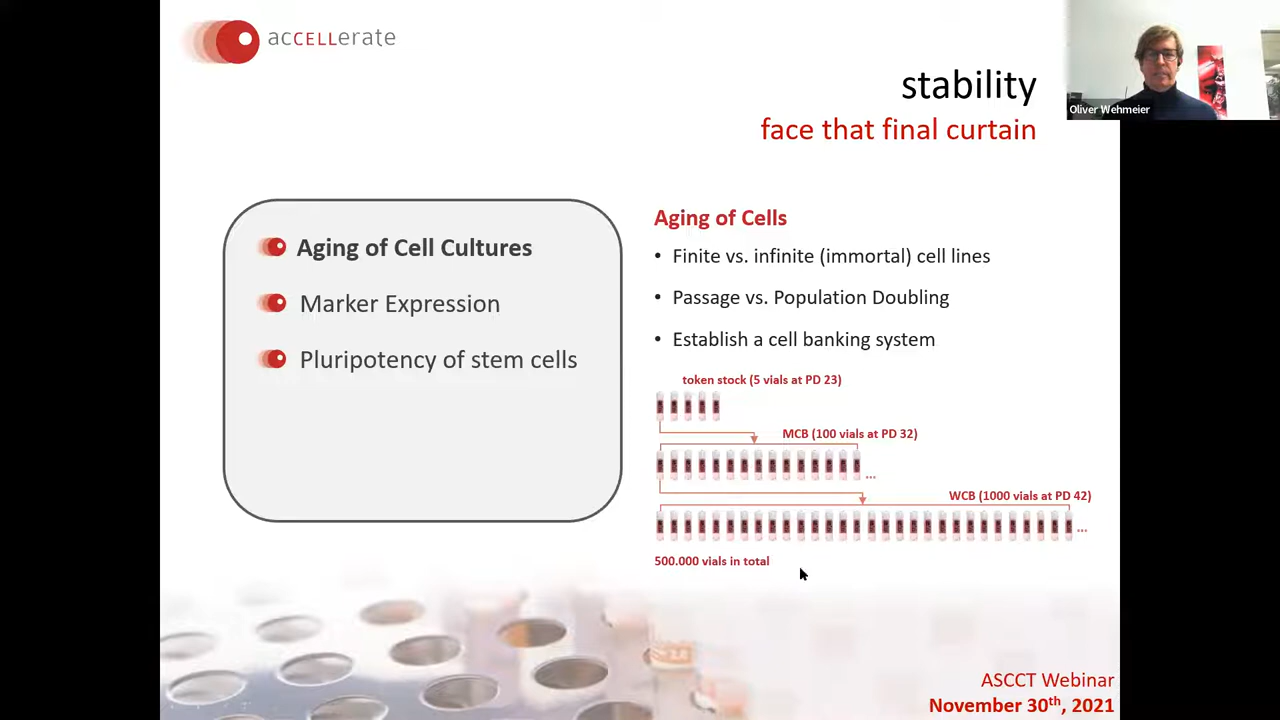 accellerate
stability
face that final curtain
Oliver Wehmeier
Aging of Cell Cultures
Marker Expression
Pluripotency of stem cells
Aging of Cells
• Finite vs. infinite (immortal) cell lines
• Passage vs. Population Doubling
• Establish a cell banking system
token stock (5 vials at PD 23)
MCB (100 vials at PD 32)
...
WCB (1000 vials at PD 42)
...
500.000 vials in total
ASCCT Webinar
November 30th, 2021